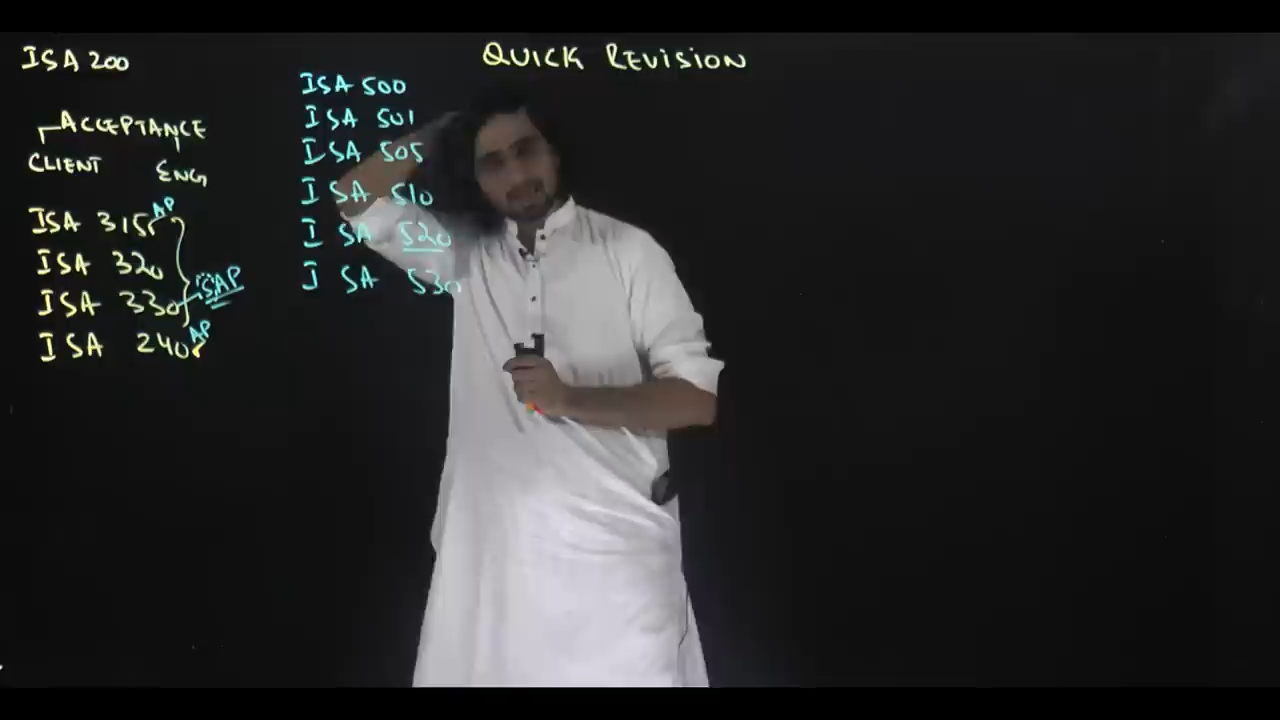 QUICK REVISION
ISA 200
ACCEPTANCE
CLIENT ENG
ISA 315 AP
ISA 320
ISA 330 SAP
ISA 240 AP
ISA 500
ISA 501
ISA 505
ISA 510
ISA 520
ISA 530